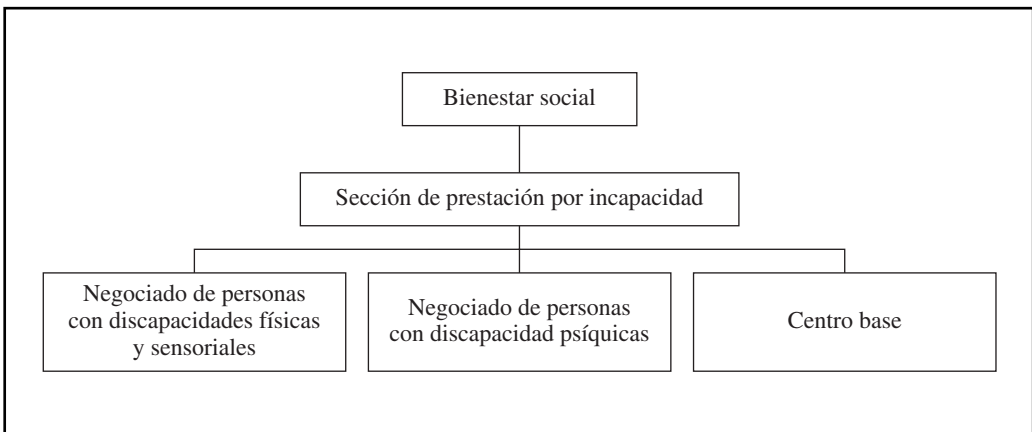 Bienestar social
Sección de prestación por incapacidad
Negociado de personas
con discapacidades físicas
y sensoriales
Negociado de personas
con discapacidad psíquicas
Centro base